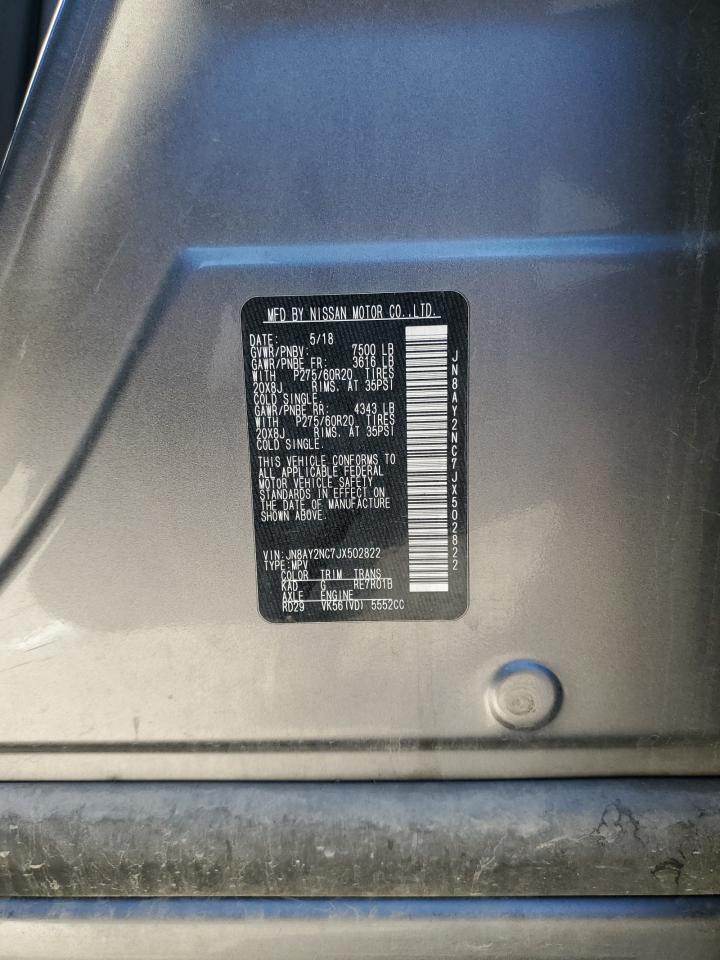 MFD BY NISSAN MOTOR CO.,LTD.
DATE: 5/18
GVWR/PNBV: 7500 LB
GAWR/PNBE FR: 3616 LB
WITH P275/60R20 TIRES
20X8J RIMS. AT 35PSI
COLD SINGLE.
GAWR/PNBE RR: 4343 LB
WITH P275/60R20 TIRES
20X8J RIMS. AT 35PSI
COLD SINGLE.
THIS VEHICLE CONFORMS TO
ALL APPLICABLE FEDERAL
MOTOR VEHICLE SAFETY
STANDARDS IN EFFECT ON
THE DATE OF MANUFACTURE
SHOWN ABOVE.
VIN:JN8AY2NC7JX502822
TYPE:MPV
COLOR TRIM TRANS
KAD G RE7R01B
AXLE ENGINE
RD29 VK56(VD) 5552CC
JN8AY2NC7JX502822